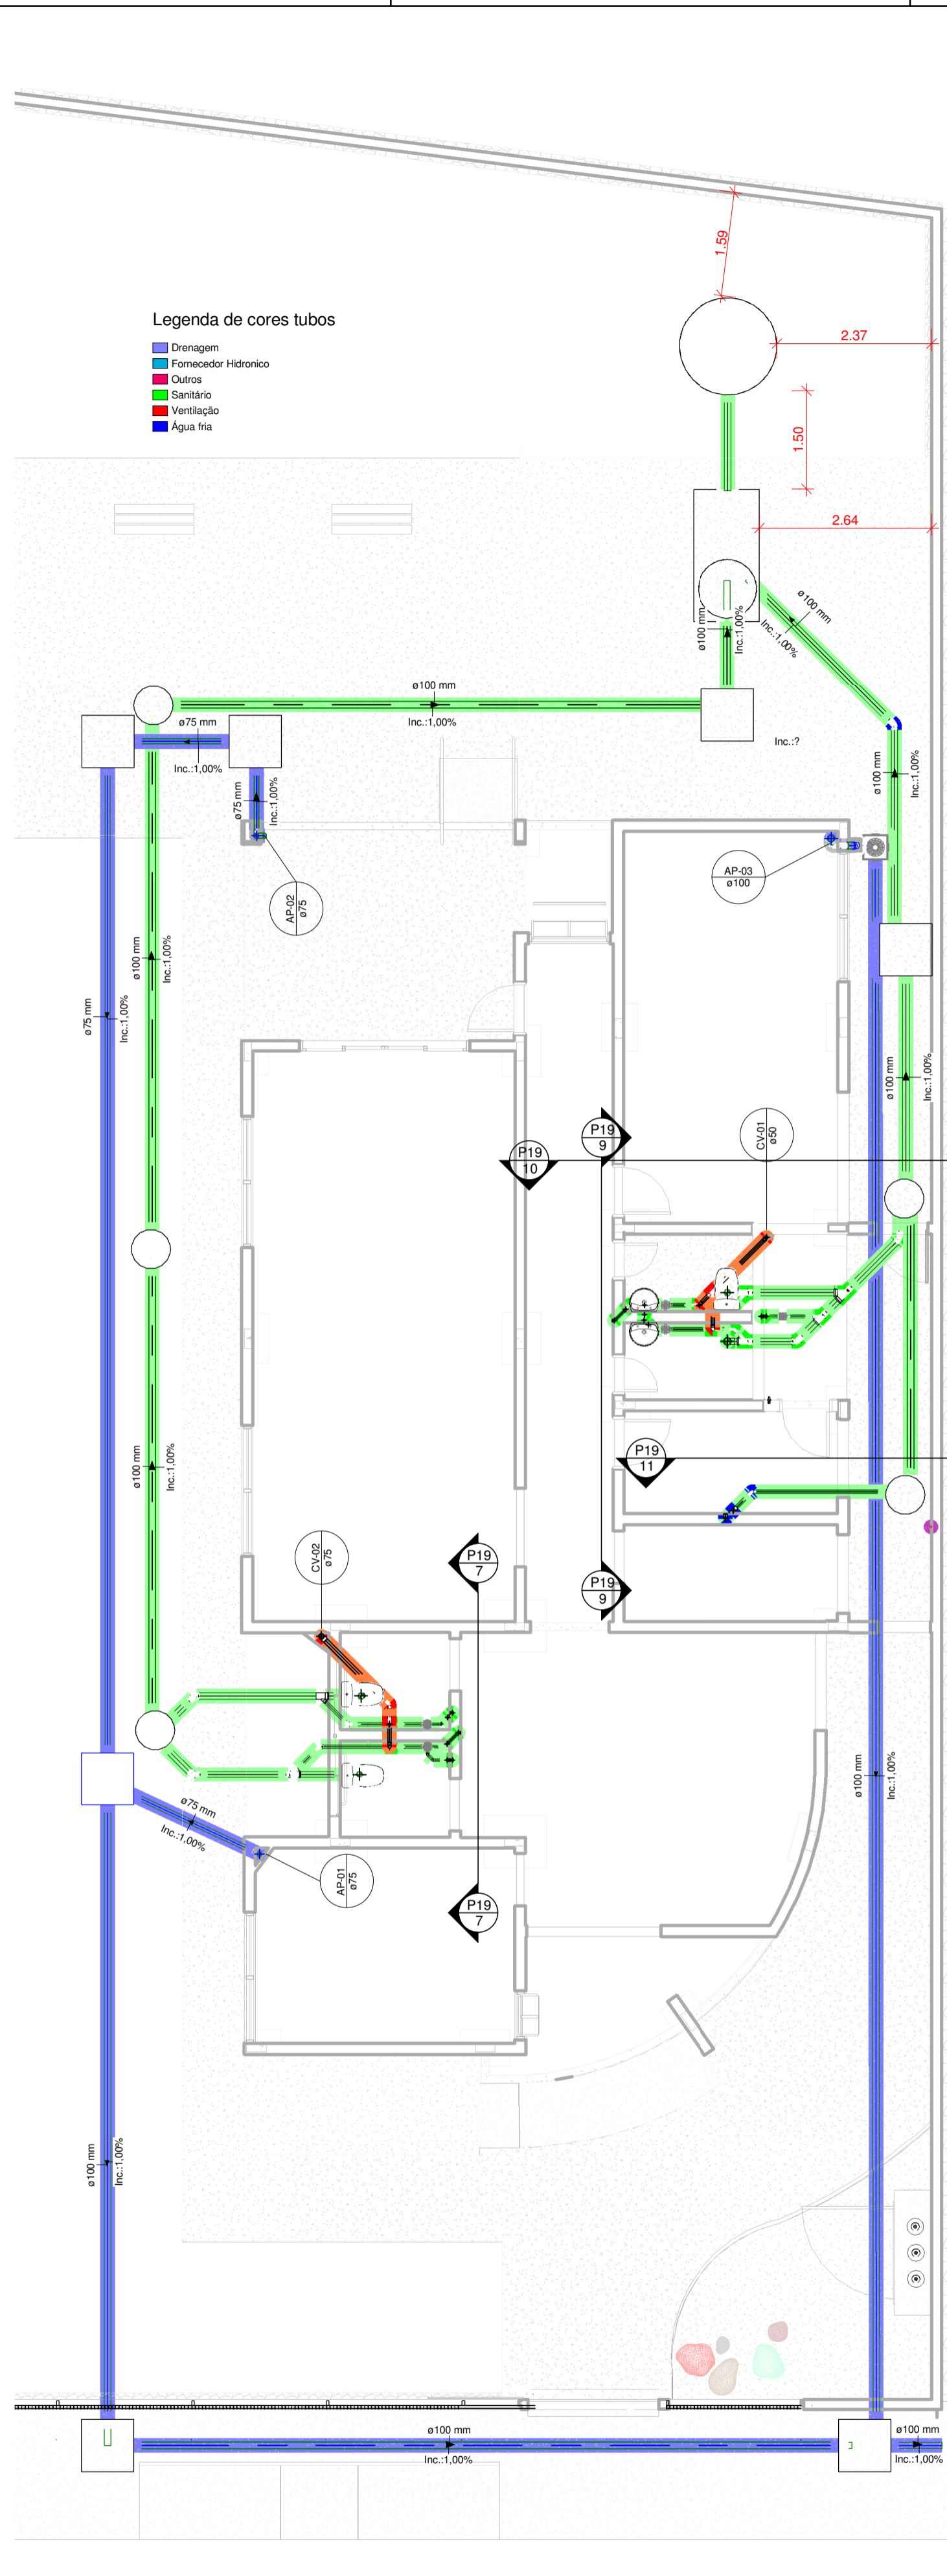 1.59
Legenda de cores tubos
Drenagem
Fornecedor Hidronico
Outros
Sanitário
Ventilação
Água fria
2.37
1.50
2.64
ø100 mm
Inc.:1,00%
ø100 mm
Inc.:1,00%
ø100 mm
Inc.:1,00%
ø75 mm
Inc.:1,00%
Inc.:?
ø100 mm
Inc.:1,00%
ø75 mm
Inc.:1,00%
AP-03
ø100
AP-02
ø75
ø100 mm
Inc.:1,00%
ø75 mm
Inc.:1,00%
ø100 mm
Inc.:1,00%
CV-01
ø50
P19
9
P19
10
P19
11
ø100 mm
Inc.:1,00%
CV-02
ø75
P19
7
P19
9
ø100 mm
Inc.:1,00%
ø75 mm
Inc.:1,00%
AP-01
ø75
P19
7
ø100 mm
Inc.:1,00%
ø100 mm
Inc.:1,00%
ø100 mm
Inc.:1,00%